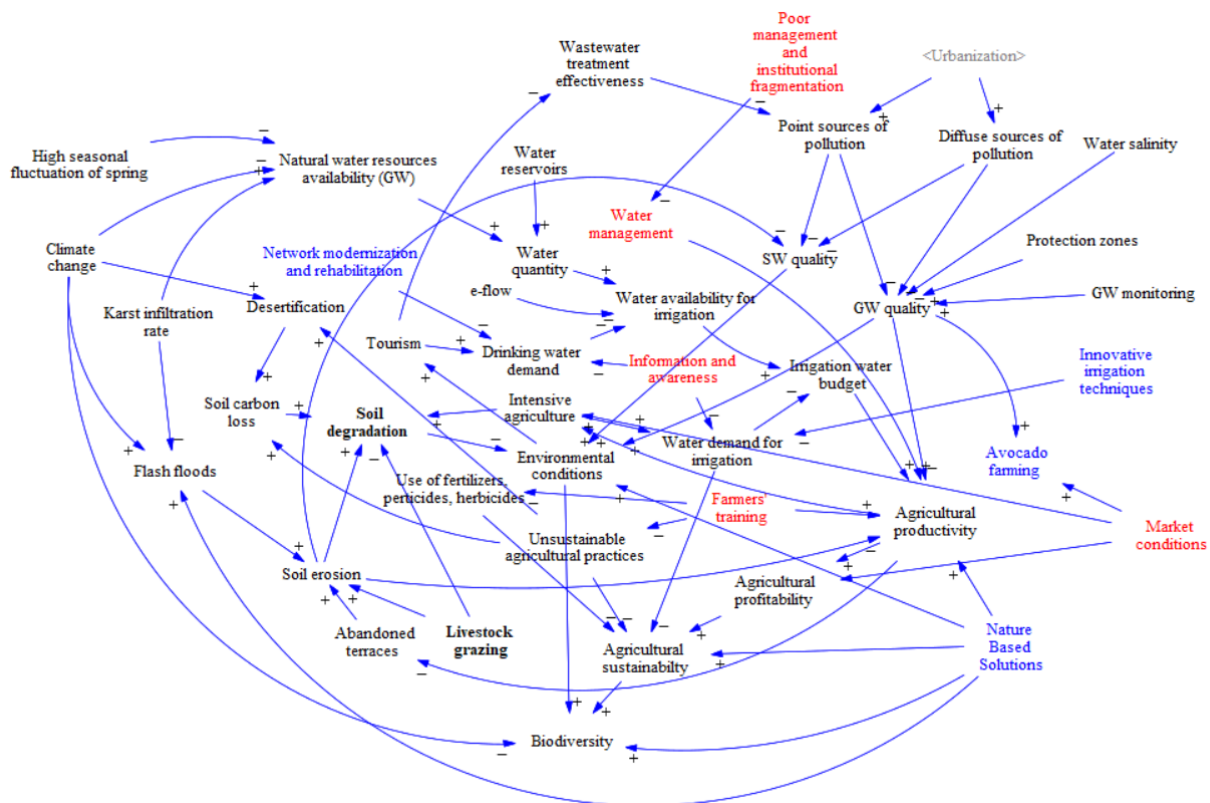 Poor
management and
institutional
fragmentation
Wastewater
treatment
effectiveness
<Urbanization>
Point sources of
pollution
Diffuse sources of
pollution
Water salinity
High seasonal
fluctuation of spring
Natural water resources
availability (GW)
Water
reservoirs
Water
management
Climate
change
Network modernization
and rehabilitation
Water
quantity
SW quality
Protection zones
e-flow
Water availability for
irrigation
GW quality
GW monitoring
Karst infiltration
rate
Desertification
Tourism
Drinking water
demand
Information and
awareness
Irrigation water
budget
Innovative
irrigation
techniques
Soil carbon
loss
Soil
degradation
Intensive
agriculture
Water demand for
irrigation
Flash floods
Environmental
conditions
Avocado
farming
Use of fertilizers,
perticides, herbicides
Farmers'
training
Agricultural
productivity
Market
conditions
Unsustainable
agricultural practices
Soil erosion
Agricultural
profitability
Abandoned
terraces
Livestock
grazing
Agricultural
sustainabilty
Nature
Based
Solutions
Biodiversity